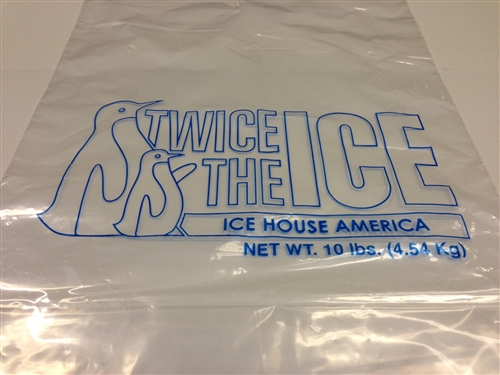 TWICE
THE ICE
ICE HOUSE AMERICA
NET WT. 10 lbs. (4.54 Kg)